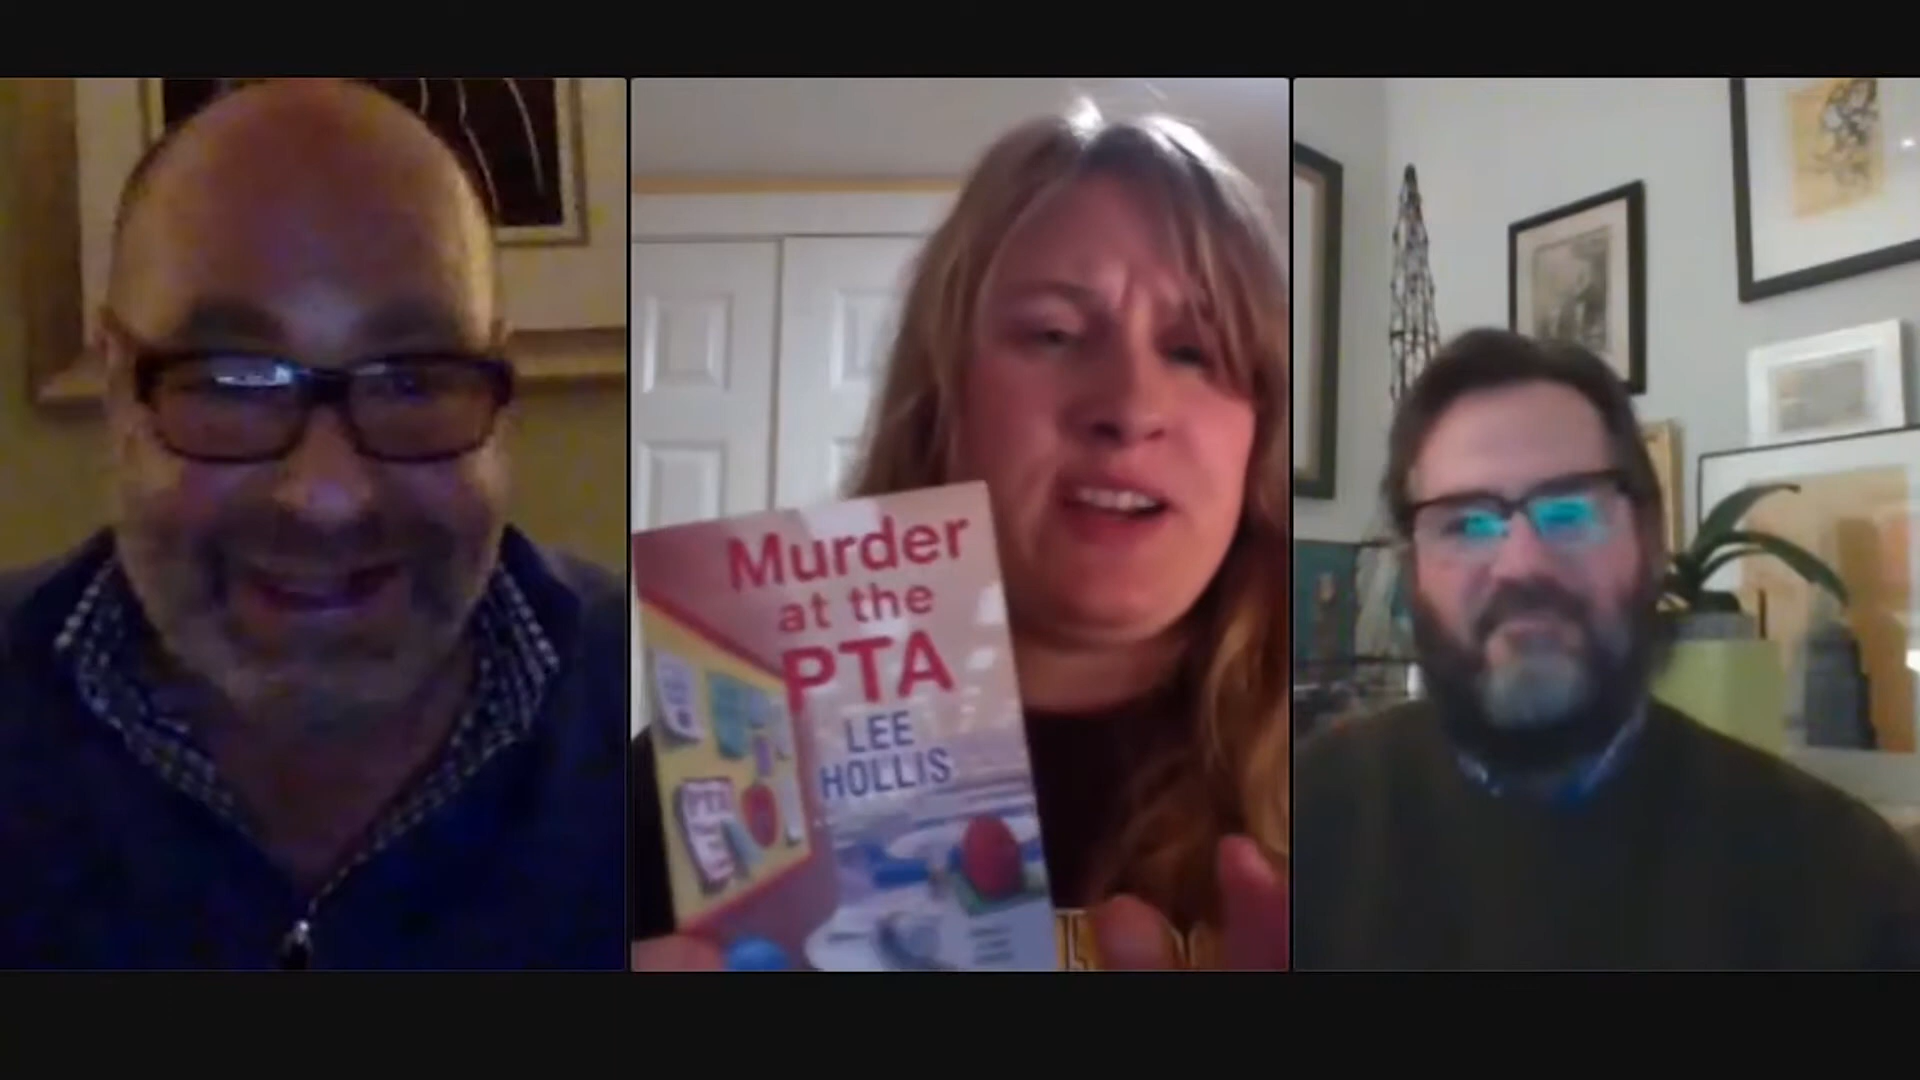 Murder
at the
PTA
LEE
HOLLIS